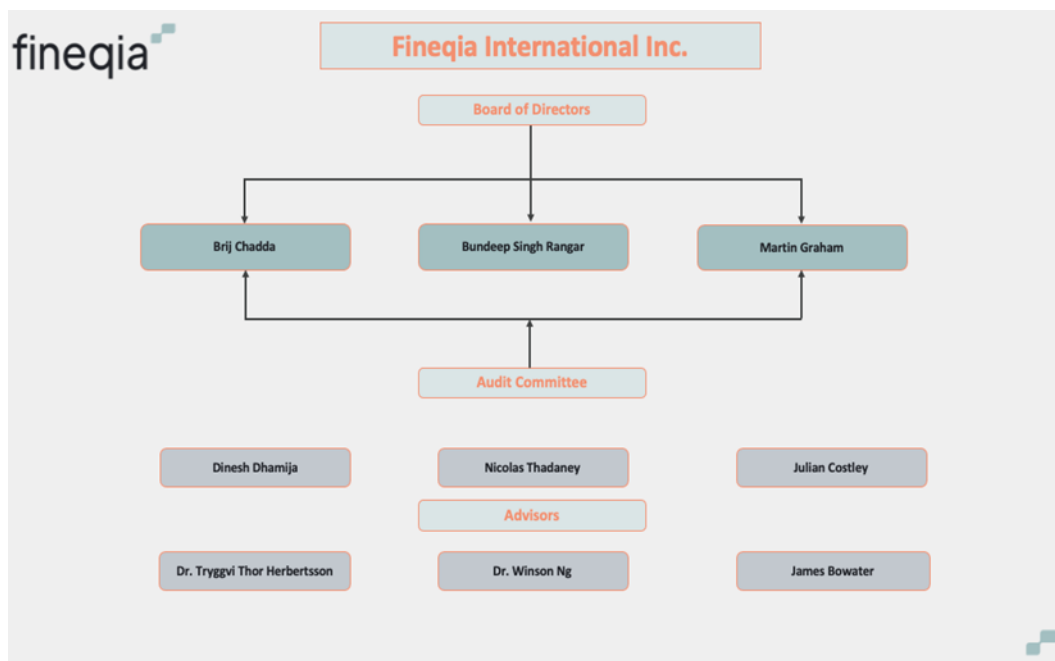 fineqia
Fineqia International Inc.
Board of Directors
Brij Chadda
Bundeep Singh Rangar
Martin Graham
Audit Committee
Dinesh Dhamija
Nicolas Thadaney
Julian Costley
Advisors
Dr. Tryggvi Thor Herbertsson
Dr. Winson Ng
James Bowater